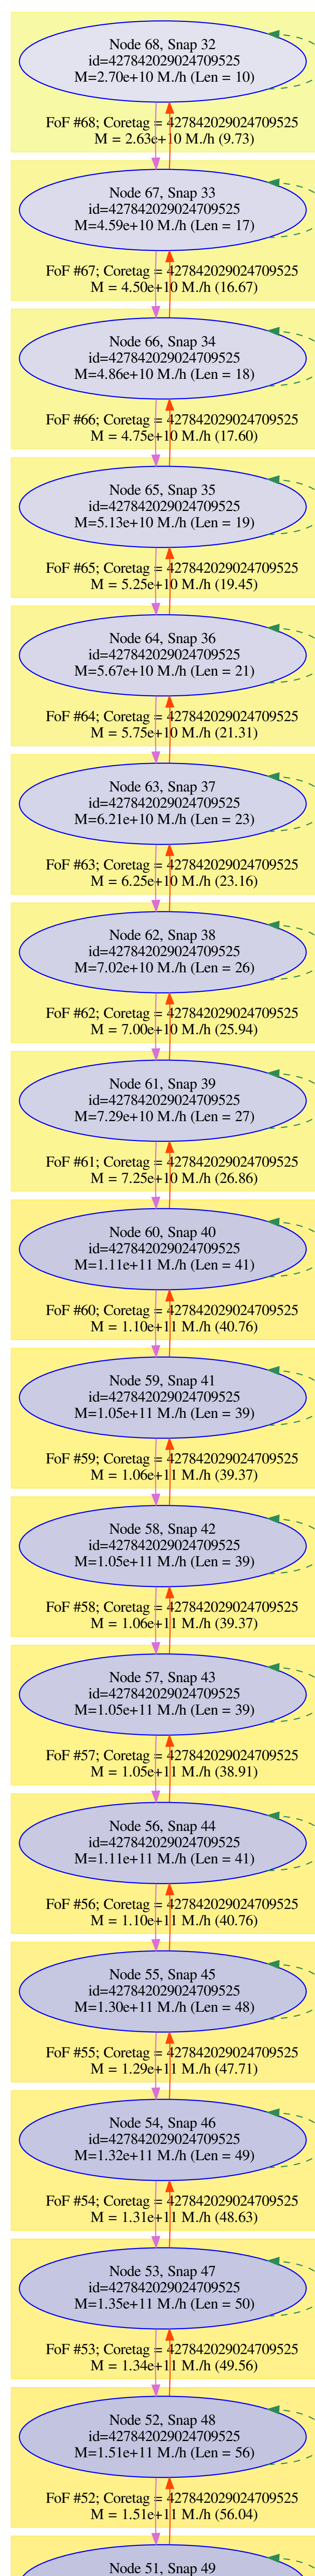 Node 68, Snap 32
id=427842029024709525
M=2.70e+10 M./h (Len = 10)
FoF #68; Coretag = 427842029024709525
M = 2.63e+10 M./h (9.73)
Node 67, Snap 33
id=427842029024709525
M=4.59e+10 M./h (Len = 17)
FoF #67; Coretag = 427842029024709525
M = 4.50e+10 M./h (16.67)
Node 66, Snap 34
id=427842029024709525
M=4.86e+10 M./h (Len = 18)
FoF #66; Coretag = 427842029024709525
M = 4.75e+10 M./h (17.60)
Node 65, Snap 35
id=427842029024709525
M=5.13e+10 M./h (Len = 19)
FoF #65; Coretag = 427842029024709525
M = 5.25e+10 M./h (19.45)
Node 64, Snap 36
id=427842029024709525
M=5.67e+10 M./h (Len = 21)
FoF #64; Coretag = 427842029024709525
M = 5.75e+10 M./h (21.31)
Node 63, Snap 37
id=427842029024709525
M=6.21e+10 M./h (Len = 23)
FoF #63; Coretag = 427842029024709525
M = 6.25e+10 M./h (23.16)
Node 62, Snap 38
id=427842029024709525
M=7.02e+10 M./h (Len = 26)
FoF #62; Coretag = 427842029024709525
M = 7.00e+10 M./h (25.94)
Node 61, Snap 39
id=427842029024709525
M=7.29e+10 M./h (Len = 27)
FoF #61; Coretag = 427842029024709525
M = 7.25e+10 M./h (26.86)
Node 60, Snap 40
id=427842029024709525
M=1.11e+11 M./h (Len = 41)
FoF #60; Coretag = 427842029024709525
M = 1.10e+11 M./h (40.76)
Node 59, Snap 41
id=427842029024709525
M=1.05e+11 M./h (Len = 39)
FoF #59; Coretag = 427842029024709525
M = 1.06e+11 M./h (39.37)
Node 58, Snap 42
id=427842029024709525
M=1.05e+11 M./h (Len = 39)
FoF #58; Coretag = 427842029024709525
M = 1.06e+11 M./h (39.37)
Node 57, Snap 43
id=427842029024709525
M=1.05e+11 M./h (Len = 39)
FoF #57; Coretag = 427842029024709525
M = 1.05e+11 M./h (38.91)
Node 56, Snap 44
id=427842029024709525
M=1.11e+11 M./h (Len = 41)
FoF #56; Coretag = 427842029024709525
M = 1.10e+11 M./h (40.76)
Node 55, Snap 45
id=427842029024709525
M=1.30e+11 M./h (Len = 48)
FoF #55; Coretag = 427842029024709525
M = 1.29e+11 M./h (47.71)
Node 54, Snap 46
id=427842029024709525
M=1.32e+11 M./h (Len = 49)
FoF #54; Coretag = 427842029024709525
M = 1.31e+11 M./h (48.63)
Node 53, Snap 47
id=427842029024709525
M=1.35e+11 M./h (Len = 50)
FoF #53; Coretag = 427842029024709525
M = 1.34e+11 M./h (49.56)
Node 52, Snap 48
id=427842029024709525
M=1.51e+11 M./h (Len = 56)
FoF #52; Coretag = 427842029024709525
M = 1.51e+11 M./h (56.04)
Node 51, Snap 49